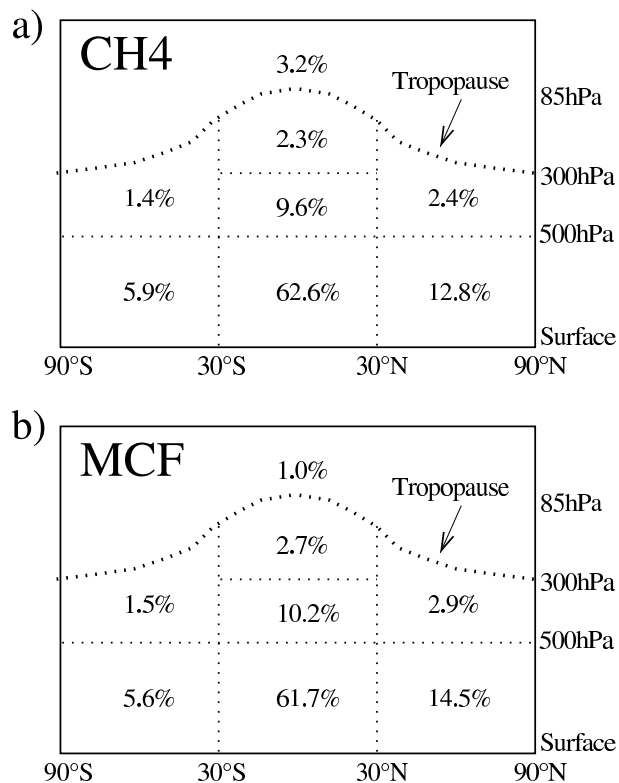 a)
CH4
3.2%
Tropopause
85hPa
2.3%
300hPa
1.4%
9.6%
2.4%
500hPa
5.9%
62.6%
12.8%
Surface
90°S
30°S
30°N
90°N
b)
MCF
1.0%
Tropopause
85hPa
2.7%
300hPa
1.5%
10.2%
2.9%
500hPa
5.6%
61.7%
14.5%
Surface
90°S
30°S
30°N
90°N